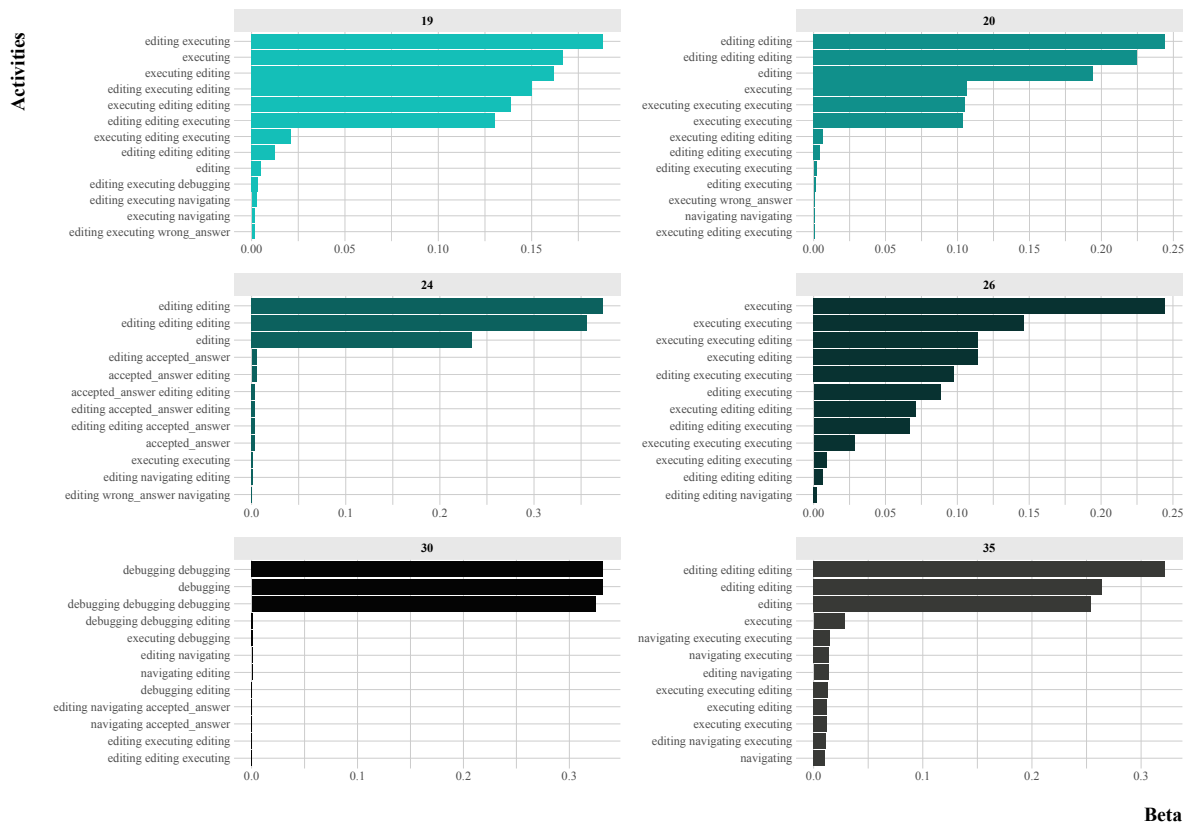 Activities
19
editing executing
executing
executing editing
editing executing editing
executing editing editing
editing editing executing
executing editing executing
editing editing editing
editing
editing executing debugging
editing executing navigating
executing navigating
editing executing wrong_answer
0.00 0.05 0.10 0.15
20
editing editing
editing editing editing
editing
executing
executing executing executing
executing executing
executing editing editing
editing editing executing
editing executing executing
editing executing
executing wrong_answer
navigating navigating
executing editing executing
0.00 0.05 0.10 0.15 0.20 0.25
24
editing editing
editing editing editing
editing
editing accepted_answer
accepted_answer editing
accepted_answer editing editing
editing accepted_answer editing
editing editing accepted_answer
accepted_answer
executing executing
editing navigating editing
editing wrong_answer navigating
0.0 0.1 0.2 0.3
26
executing
executing executing
executing executing editing
executing editing
editing executing executing
editing executing
executing editing editing
editing editing executing
executing executing executing
executing editing executing
editing editing editing
editing editing navigating
0.00 0.05 0.10 0.15 0.20 0.25
30
debugging debugging
debugging
debugging debugging debugging
debugging debugging editing
executing debugging
editing navigating
navigating editing
debugging editing
editing navigating accepted_answer
navigating accepted_answer
editing executing editing
editing editing executing
0.0 0.1 0.2 0.3
35
editing editing editing
editing editing
editing
executing
navigating executing executing
navigating executing
editing navigating
executing executing editing
executing editing
executing executing
editing navigating executing
navigating
0.0 0.1 0.2 0.3
Beta